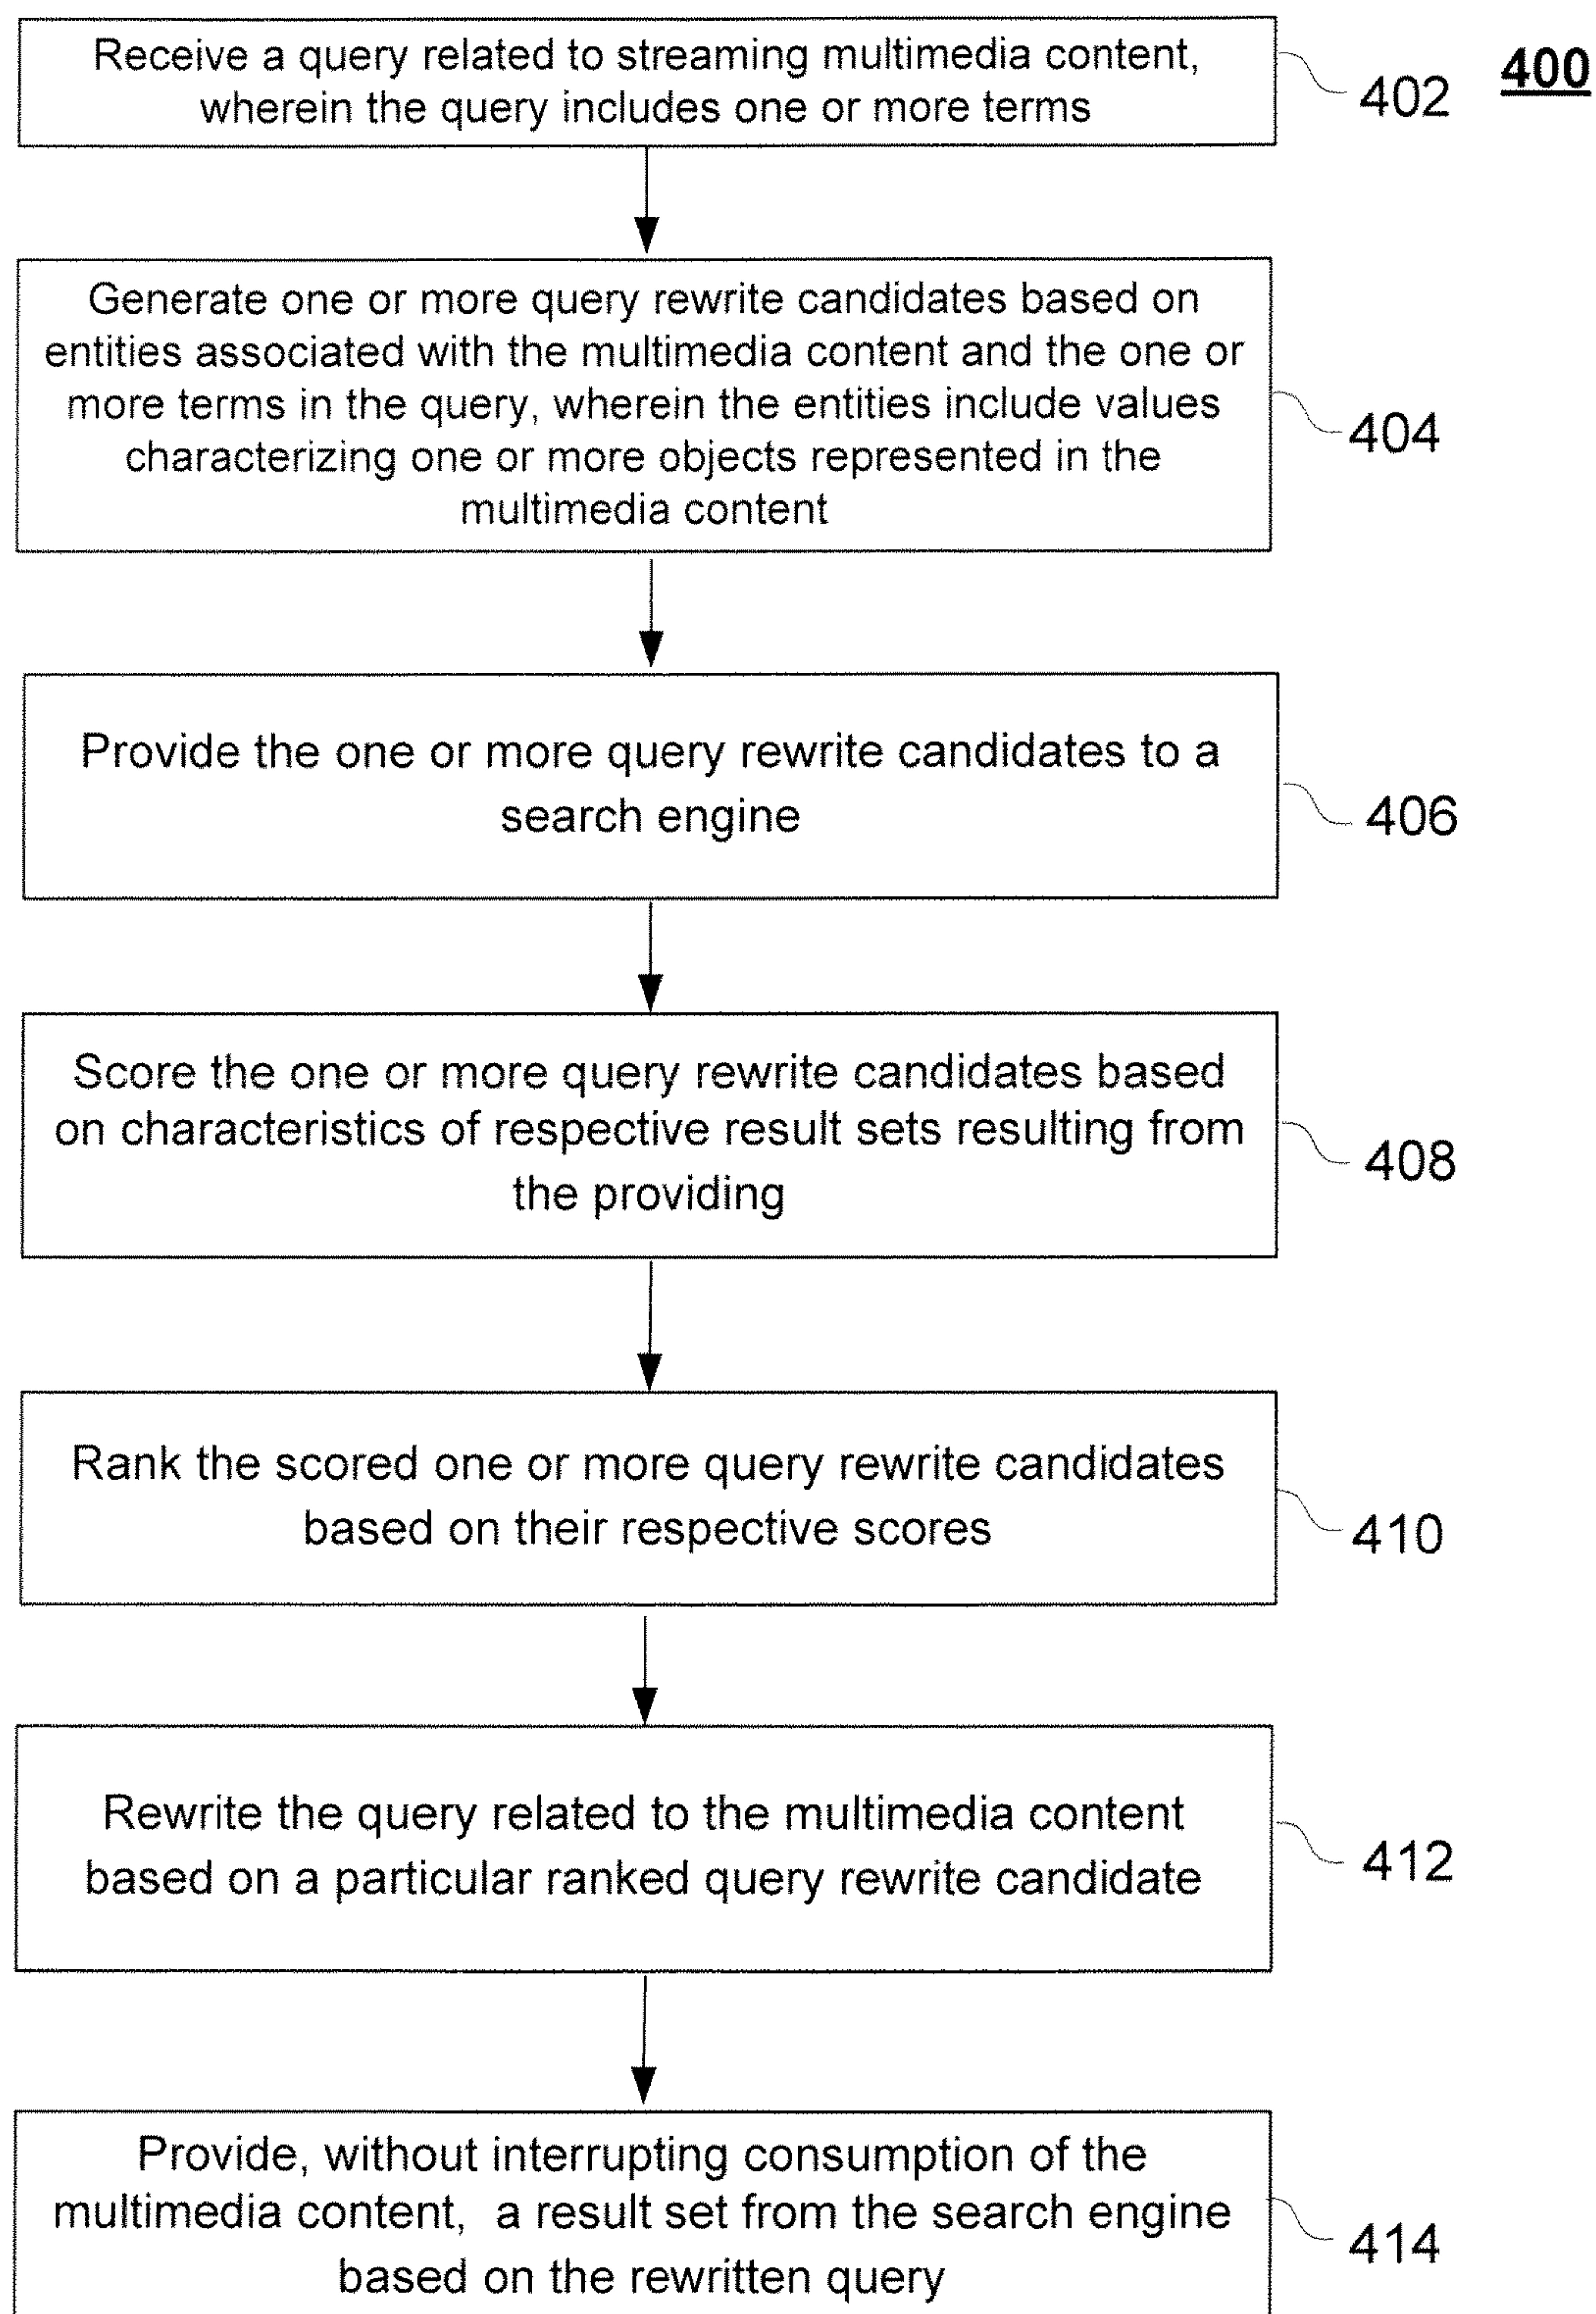 400
Receive a query related to streaming multimedia content,
wherein the query includes one or more terms
402
Generate one or more query rewrite candidates based on
entities associated with the multimedia content and the one or
more terms in the query, wherein the entities include values
characterizing one or more objects represented in the
multimedia content
404
Provide the one or more query rewrite candidates to a
search engine
406
Score the one or more query rewrite candidates based
on characteristics of respective result sets resulting from
the providing
408
Rank the scored one or more query rewrite candidates
based on their respective scores
410
Rewrite the query related to the multimedia content
based on a particular ranked query rewrite candidate
412
Provide, without interrupting consumption of the
multimedia content,  a result set from the search engine
based on the rewritten query
414